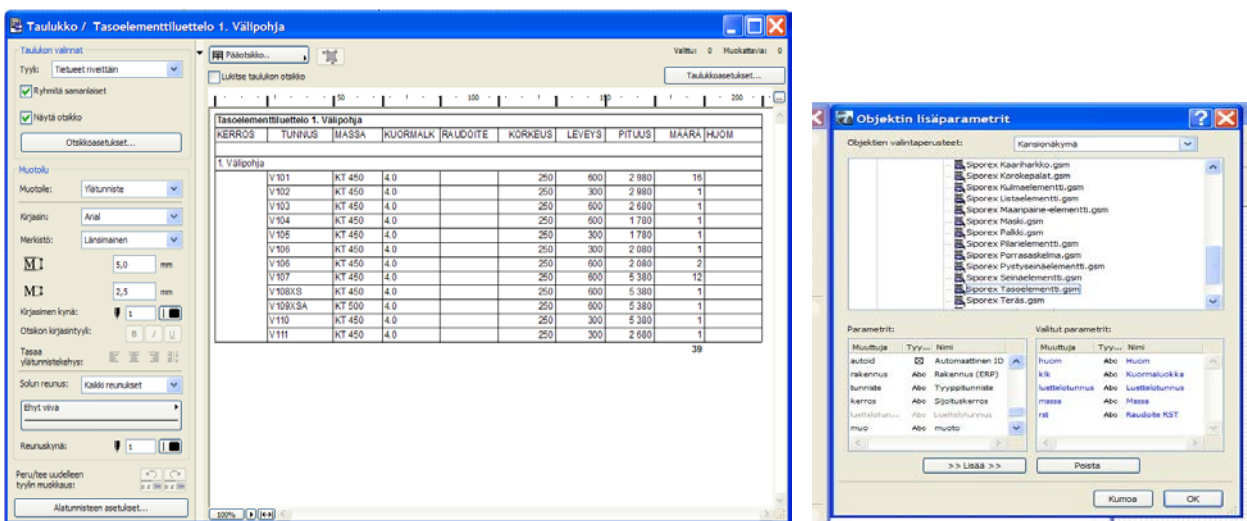 Taulukko / Tasoelementtiluettelo 1. Välipohja
Taulukon valinnat
Tyyli: Tietueet riveittäin
Ryhmitä samanlaiset
Näytä otsikko
Otsikkoasetukset...
Muotoilu
Muotoile: Ylätunniste
Kirjasin: Arial
Merkistö: Länsimainen
5,0 mm
2,5 mm
Kirjasimen kynä: 1
Otsikon kirjasintyyli: B I U
Tasaa
ylätunnistekehys:
Solun reunus: Kaikki reunukset
Ehyt viiva
Reunuskynä: 1
Peru/tee uudelleen
tyylin muokkaus:
Alatunnisteen asetukset...
Pääotsikko...
Valittu: 0 Muokattavia: 0
Lukitse taulukon otsikko
Taulukkoasetukset...
50 100 150 200
Tasoelementtiluettelo 1. Välipohja
KERROS TUNNUS MASSA KUORMALK RAUDOITE KORKEUS LEVEYS PITUUS MÄÄRÄ HUOM
1. Välipohja
V101 KT 450 4.0 250 600 2 980 16
V102 KT 450 4.0 250 300 2 980 1
V103 KT 450 4.0 250 600 2 680 1
V104 KT 450 4.0 250 600 1 780 1
V105 KT 450 4.0 250 300 1 780 1
V106 KT 450 4.0 250 300 2 080 1
V106 KT 450 4.0 250 600 2 080 2
V107 KT 450 4.0 250 600 5 380 12
V108XS KT 450 4.0 250 600 5 380 1
V109XSA KT 500 4.0 250 600 5 380 1
V110 KT 450 4.0 250 300 5 380 1
V111 KT 450 4.0 250 300 2 680 1
39
100%
Objektin lisäparametrit
Objektien valintaperusteet: Kansionäkymä
Siporex Kaariharkko.gsm
Siporex Korokepalat.gsm
Siporex Kulmaelementti.gsm
Siporex Listaelementti.gsm
Siporex Maanpaine-elementti.gsm
Siporex Maski.gsm
Siporex Palkki.gsm
Siporex Pilarielementti.gsm
Siporex Porrasaskelma.gsm
Siporex Pystyseinäelementti.gsm
Siporex Seinäelementti.gsm
Siporex Tasoelementti.gsm
Siporex Teräs.gsm
Parametrit:
Muuttuja Tyy... Nimi
autoid Automaattinen ID
rakennus Abc Rakennus (ERP)
tunniste Abc Tyyppitunniste
kerros Abc Sijoituskerros
luettelotun... Abc Luettelotunnus
muo Abc muoto
Valitut parametrit:
Muuttuja Tyy... Nimi
huom Abc Huom
klk Abc Kuormaluokka
luettelotunnus Abc Luettelotunnus
massa Abc Massa
rst Abc Raudoite RST
>> Lisää >>
Poista
Kumoa
OK